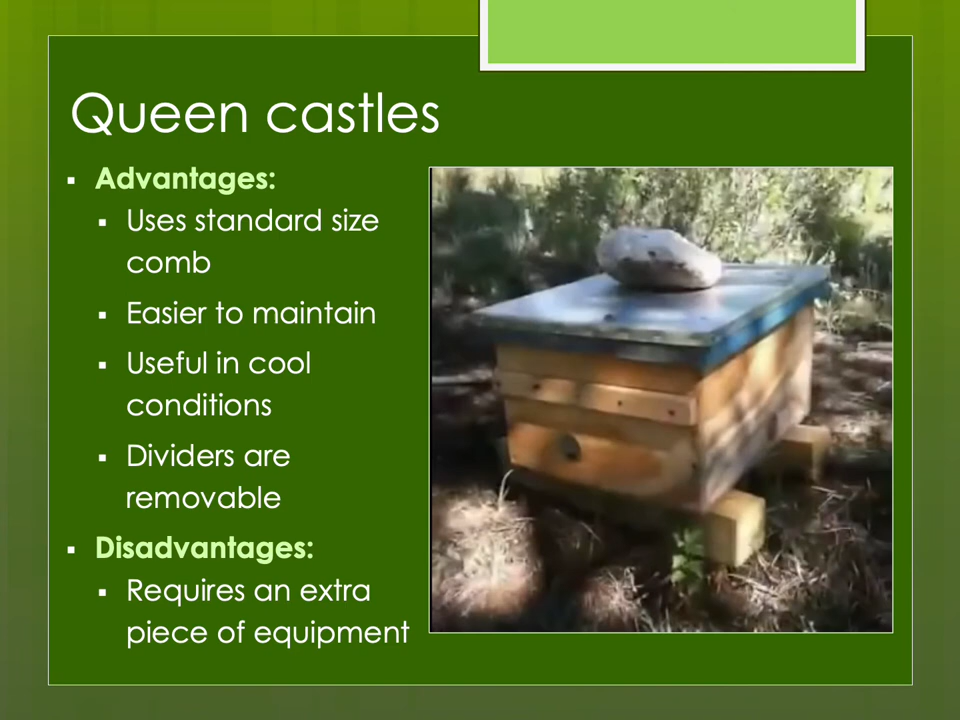 Queen castles
▪ Advantages:
▪ Uses standard size
comb
▪ Easier to maintain
▪ Useful in cool
conditions
▪ Dividers are
removable
▪ Disadvantages:
▪ Requires an extra
piece of equipment